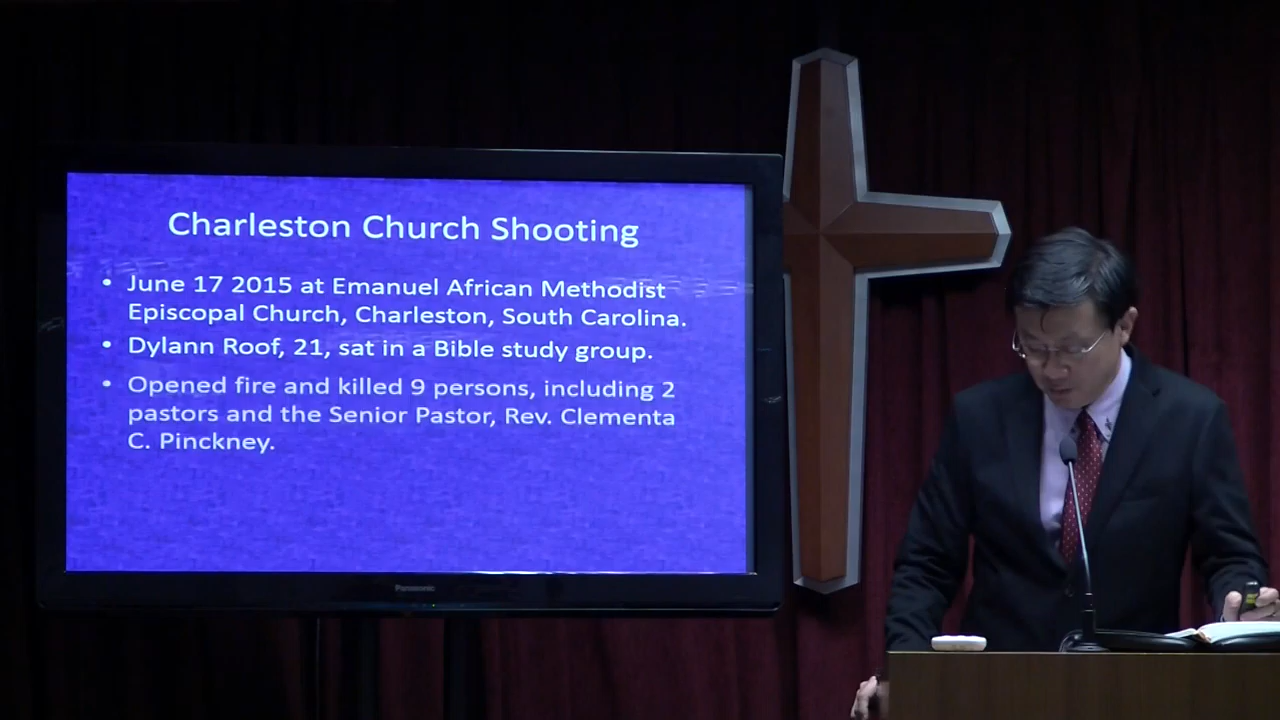 Charleston Church Shooting
• June 17 2015 at Emanuel African Methodist
Episcopal Church, Charleston, South Carolina.
• Dylann Roof, 21, sat in a Bible study group.
• Opened fire and killed 9 persons, including 2
pastors and the Senior Pastor, Rev. Clementa
C. Pinckney.
Panasonic